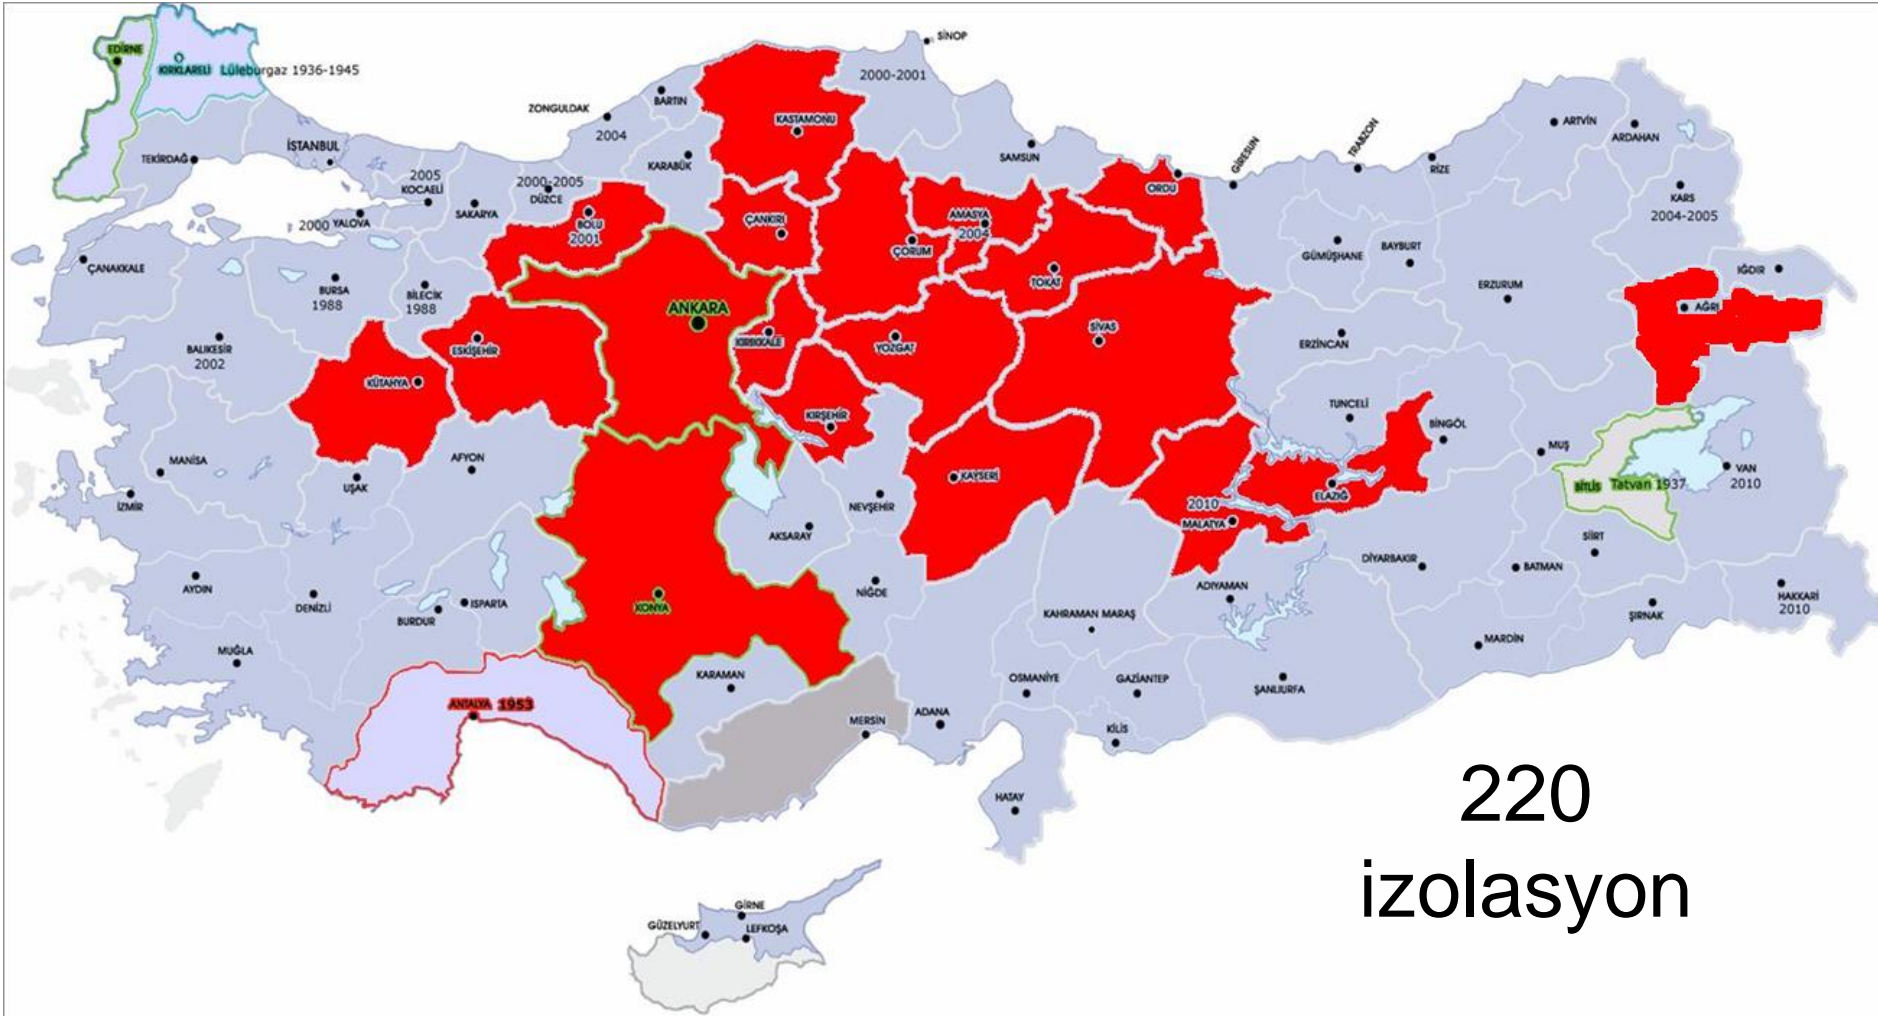 SİNOP
EDİRNE
KIRKLARELİ Lüleburgaz 1936-1945
2000-2001
ZONGULDAK
BARTIN
2004
KASTAMONU
TEKİRDAĞ
İSTANBUL
KARABÜK
SAMSUN
GİRESUN
TRABZON
RİZE
ARTVİN
ARDAHAN
2005
KOCAELİ
2000-2005
DÜZCE
ORDU
KARS
2004-2005
2000 YALOVA
SAKARYA
BOLU
2001
ÇANKIRI
AMASYA
2004
ÇORUM
TOKAT
GÜMÜŞHANE
BAYBURT
ÇANAKKALE
BURSA
1988
BİLECİK
1988
ERZURUM
IĞDIR
ANKARA
AĞRI
BALIKESİR
2002
ESKİŞEHİR
KIRIKKALE
YOZGAT
SİVAS
ERZİNCAN
KÜTAHYA
KIRŞEHİR
TUNCELİ
BİNGÖL
MUŞ
MANİSA
UŞAK
AFYON
KAYSERİ
ELAZIĞ
BİTLİS Tatvan 1937
VAN
2010
İZMİR
NEVŞEHİR
2010
MALATYA
AKSARAY
SİİRT
DİYARBAKIR
BATMAN
AYDIN
DENİZLİ
BURDUR
ISPARTA
KONYA
NİĞDE
ADIYAMAN
KAHRAMAN MARAŞ
ŞIRNAK
HAKKARİ
2010
MUĞLA
MARDİN
KARAMAN
OSMANİYE
GAZİANTEP
ŞANLIURFA
ANTALYA 1953
MERSİN
ADANA
KİLİS
HATAY
220
izolasyon
GİRNE
GÜZELYURT
LEFKOŞA